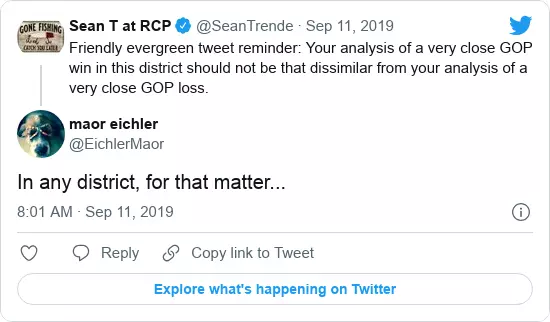 GONE FISHING
Sean T at RCP @SeanTrende · Sep 11, 2019
Friendly evergreen tweet reminder: Your analysis of a very close GOP
win in this district should not be that dissimilar from your analysis of a
very close GOP loss.
maor eichler
@EichlerMaor
In any district, for that matter...
8:01 AM · Sep 11, 2019
Reply
Copy link to Tweet
Explore what's happening on Twitter